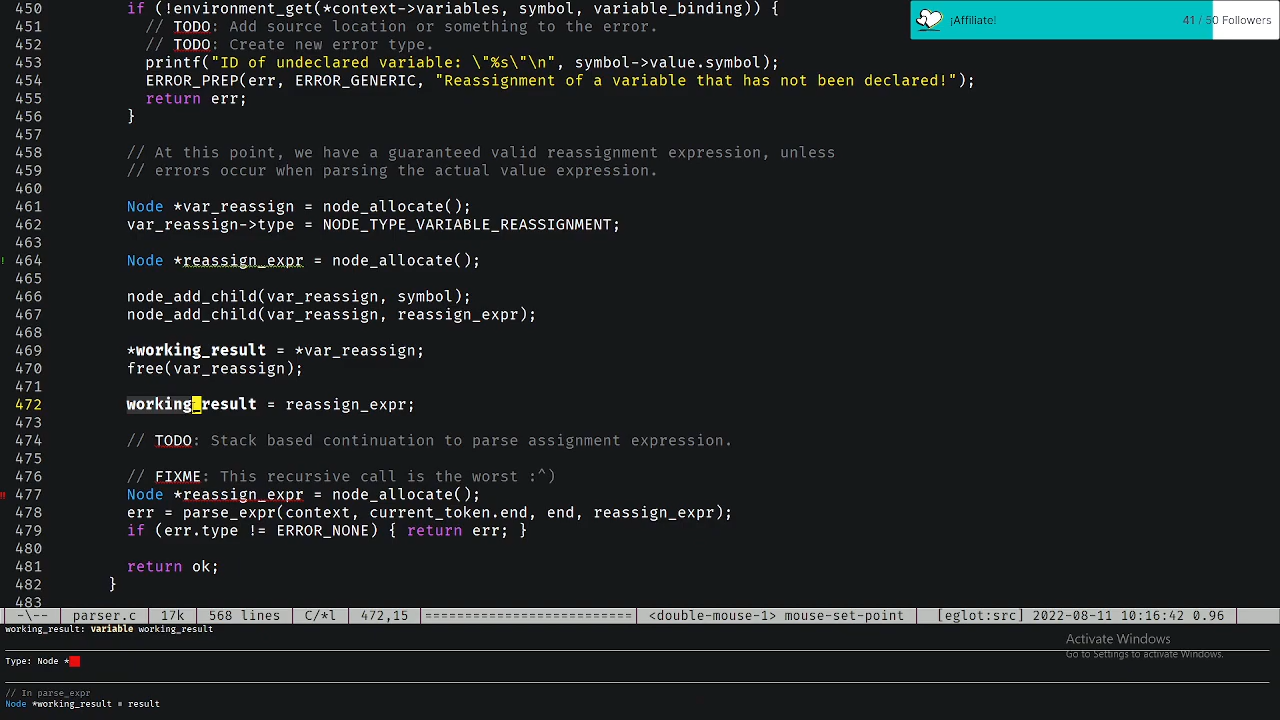 450 if (!environment_get(*context->variables, symbol, variable_binding)) {
451 // TODO: Add source location or something to the error.
452 // TODO: Create new error type.
453 printf("ID of undeclared variable: \"%s\"\n", symbol->value.symbol);
454 ERROR_PREP(err, ERROR_GENERIC, "Reassignment of a variable that has not been declared!");
455 return err;
456 }
457
458 // At this point, we have a guaranteed valid reassignment expression, unless
459 // errors occur when parsing the actual value expression.
460
461 Node *var_reassign = node_allocate();
462 var_reassign->type = NODE_TYPE_VARIABLE_REASSIGNMENT;
463
! 464 Node *reassign_expr = node_allocate();
465
466 node_add_child(var_reassign, symbol);
467 node_add_child(var_reassign, reassign_expr);
468
469 *working_result = *var_reassign;
470 free(var_reassign);
471
472 working_result = reassign_expr;
473
474 // TODO: Stack based continuation to parse assignment expression.
475
476 // FIXME: This recursive call is the worst :^)
!! 477 Node *reassign_expr = node_allocate();
478 err = parse_expr(context, current_token.end, end, reassign_expr);
479 if (err.type != ERROR_NONE) { return err; }
480
481 return ok;
482 }
483
¡Affiliate! 41 / 50 Followers
-\-- parser.c 17k 568 lines C/*l 472,15 ======================= <double-mouse-1> mouse-set-point [eglot:src] 2022-08-11 10:16:42 0.96
working_result: variable working_result
Type: Node *
// In parse_expr
Node *working_result = result
Activate Windows
Go to Settings to activate Windows.